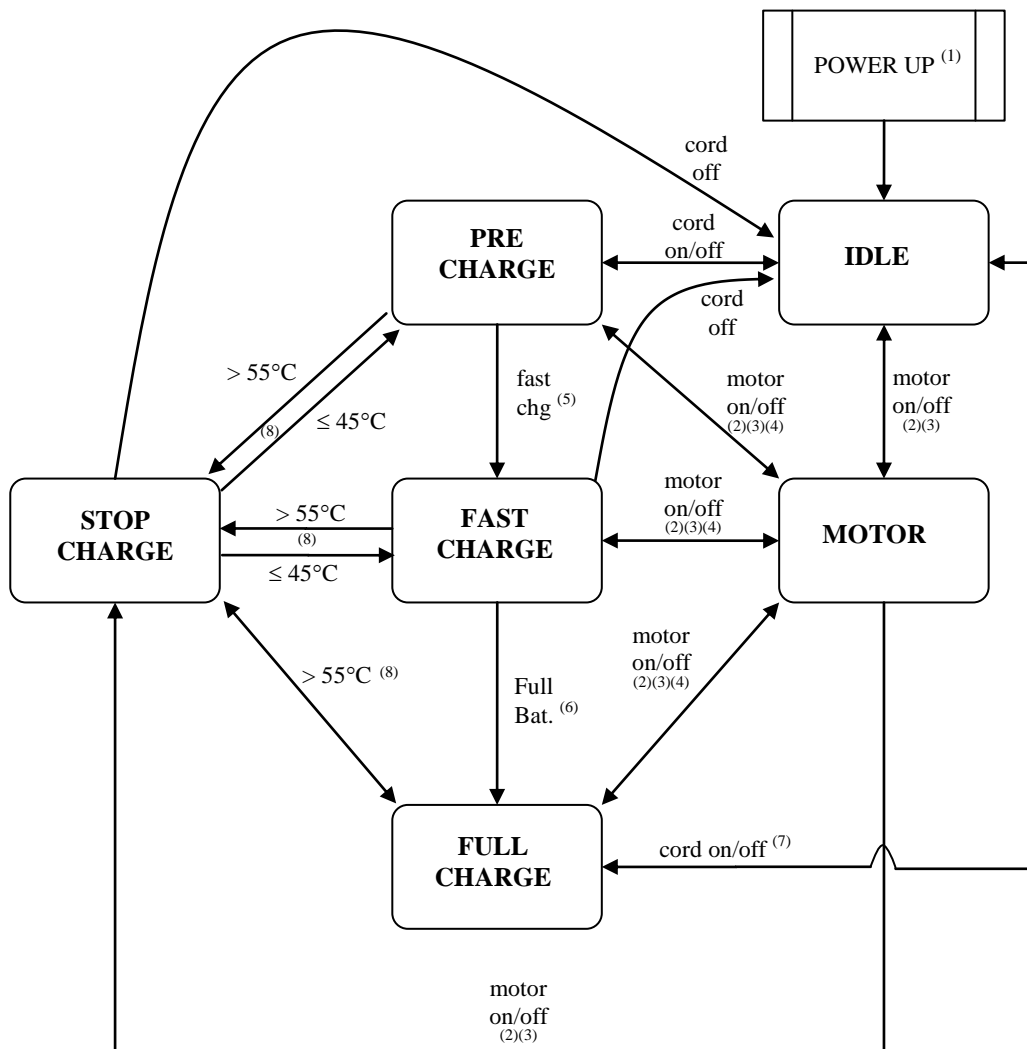 POWER UP (1)
cord
off
PRE
CHARGE
cord
on/off
IDLE
cord
off
> 55°C
(8)
≤ 45°C
fast
chg (5)
motor
on/off
(2)(3)(4)
motor
on/off
(2)(3)
STOP
CHARGE
> 55°C
(8)
≤ 45°C
FAST
CHARGE
motor
on/off
(2)(3)(4)
MOTOR
> 55°C (8)
Full
Bat. (6)
motor
on/off
(2)(3)(4)
FULL
CHARGE
cord on/off (7)
motor
on/off
(2)(3)